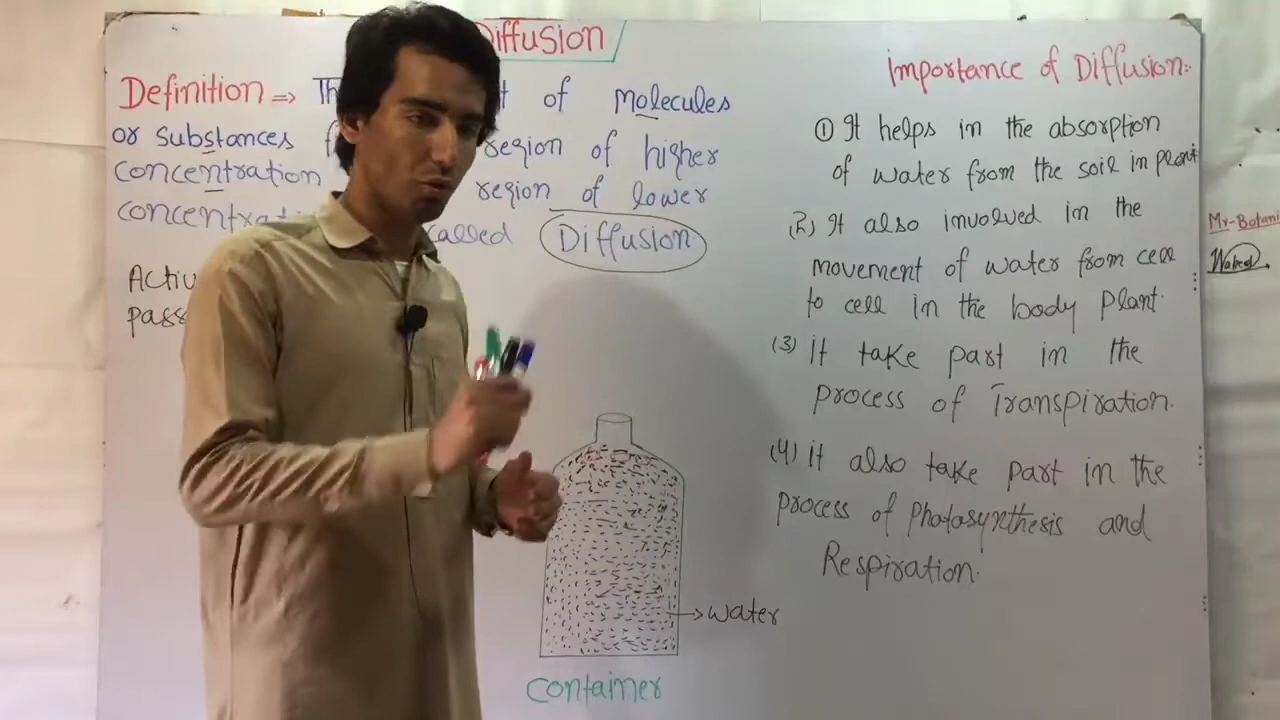 Diffusion
Definition => Th t of Molecules
or substances f region of higher
concentration region of lower
concentrati called Diffusion
Activ
pass
water
container
importance of Diffusion:
① It helps in the absorption
of water from the soil in plant
(2) It also involved in the
movement of water from cell
to cell in the body plant.
(3) It take part in the
process of Transpiration.
(4) It also take part in the
process of photosynthesis and
Respiration.
Mr-Botani
Waheed